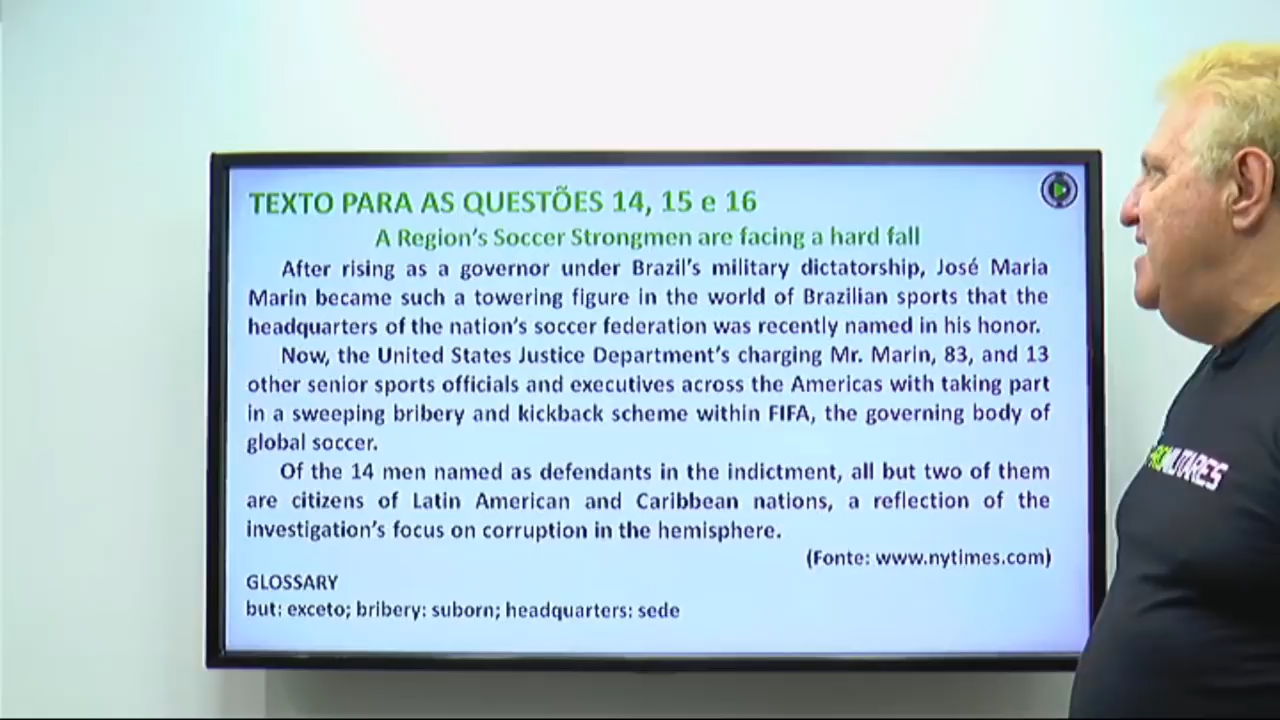 TEXTO PARA AS QUESTÕES 14, 15 e 16
A Region's Soccer Strongmen are facing a hard fall
After rising as a governor under Brazil's military dictatorship, José Maria
Marin became such a towering figure in the world of Brazilian sports that the
headquarters of the nation's soccer federation was recently named in his honor.
Now, the United States Justice Department's charging Mr. Marin, 83, and 13
other senior sports officials and executives across the Americas with taking part
in a sweeping bribery and kickback scheme within FIFA, the governing body of
global soccer.
Of the 14 men named as defendants in the indictment, all but two of them
are citizens of Latin American and Caribbean nations, a reflection of the
investigation's focus on corruption in the hemisphere.
(Fonte: www.nytimes.com)
GLOSSARY
but: exceto; bribery: suborn; headquarters: sede